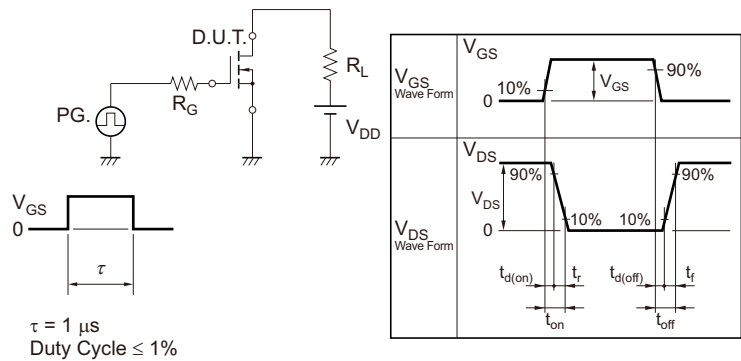 D.U.T.
R_L
R_G
PG.
V_DD
V_GS
0
τ
τ = 1 μs
Duty Cycle ≤ 1%
V_GS
Wave Form
V_GS
10%
V_GS
90%
0
V_DS
Wave Form
V_DS
90%
V_DS
90%
10%
10%
0
t_d(on)
t_r
t_d(off)
t_f
t_on
t_off